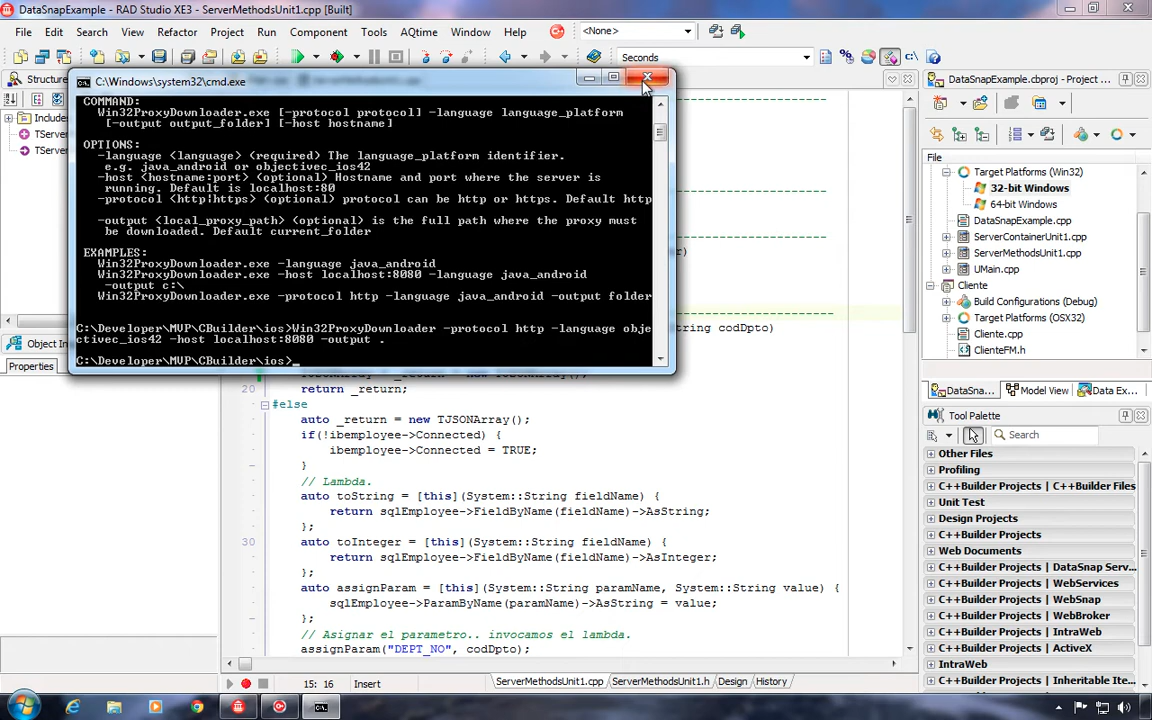 DataSnapExample - RAD Studio XE3 - ServerMethodsUnit1.cpp [Built]
File Edit Search View Refactor Project Run Component Tools AQtime Window Help <None>
Seconds
Structure
C:\Windows\system32\cmd.exe
DataSnapExample.cbproj - Project ...
COMMAND:
Win32ProxyDownloader.exe [-protocol protocol] -language language_platform
[-output output_folder] [-host hostname]
OPTIONS:
-language <language> <required> The language_platform identifier.
e.g. java_android or objectivec_ios42
-host <hostname:port> <optional> Hostname and port where the server is
running. Default is localhost:80
-protocol <http|https> <optional> protocol can be http or https. Default http
-output <local_proxy_path> <optional> is the full path where the proxy must
be downloaded. Default current_folder
EXAMPLES:
Win32ProxyDownloader.exe -language java_android
Win32ProxyDownloader.exe -host localhost:8080 -language java_android
-output c:\
Win32ProxyDownloader.exe -protocol http -language java_android -output folder
C:\Developer\MVP\CBuilder\ios>Win32ProxyDownloader -protocol http -language obje
ctivec_ios42 -host localhost:8080 -output .
C:\Developer\MVP\CBuilder\ios>_
Includes
TServer
TServ
Object In
Properties
tring codDpto)
20 return _return;
#else
auto _return = new TJSONArray();
if(!ibemployee->Connected) {
ibemployee->Connected = TRUE;
}
// Lambda.
auto toString = [this](System::String fieldName) {
return sqlEmployee->FieldByName(fieldName)->AsString;
};
30 auto toInteger = [this](System::String fieldName) {
return sqlEmployee->FieldByName(fieldName)->AsInteger;
};
auto assignParam = [this](System::String paramName, System::String value) {
sqlEmployee->ParamByName(paramName)->AsString = value;
};
// Asignar el parametro.. invocamos el lambda.
assignParam("DEPT_NO", codDpto);
15: 16 Insert
ServerMethodsUnit1.cpp ServerMethodsUnit1.h Design History
File
Target Platforms (Win32)
32-bit Windows
64-bit Windows
DataSnapExample.cpp
ServerContainerUnit1.cpp
ServerMethodsUnit1.cpp
UMain.cpp
Cliente
Build Configurations (Debug)
Target Platforms (OSX32)
Cliente.cpp
ClienteFM.h
DataSna... Model View Data Ex...
Tool Palette
Search
Other Files
Profiling
C++Builder Projects | C++Builder Files
Unit Test
Design Projects
C++Builder Projects
Web Documents
C++Builder Projects | DataSnap Serv...
C++Builder Projects | WebServices
C++Builder Projects | WebSnap
C++Builder Projects | WebBroker
C++Builder Projects | IntraWeb
C++Builder Projects | ActiveX
IntraWeb
C++Builder Projects | Inheritable Ite...